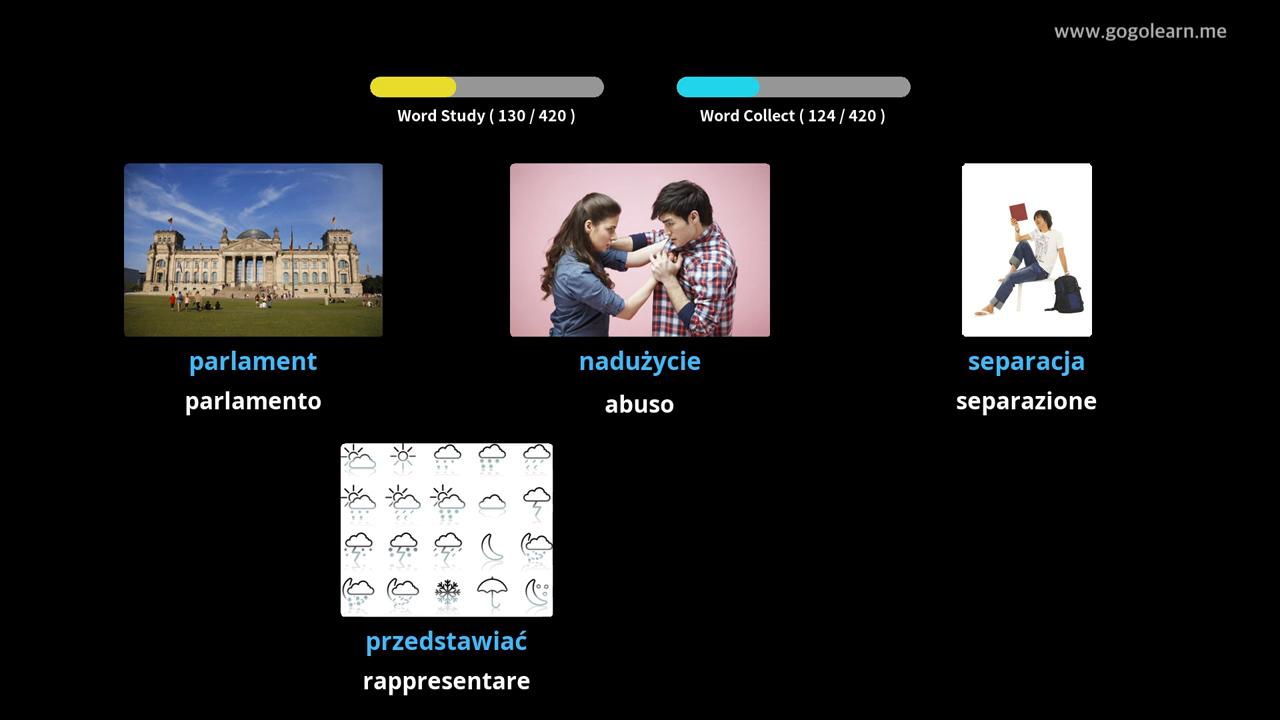 www.gogolearn.me
Word Study ( 130 / 420 )
Word Collect ( 124 / 420 )
parlament
parlamento
nadużycie
abuso
separacja
separazione
przedstawiać
rappresentare